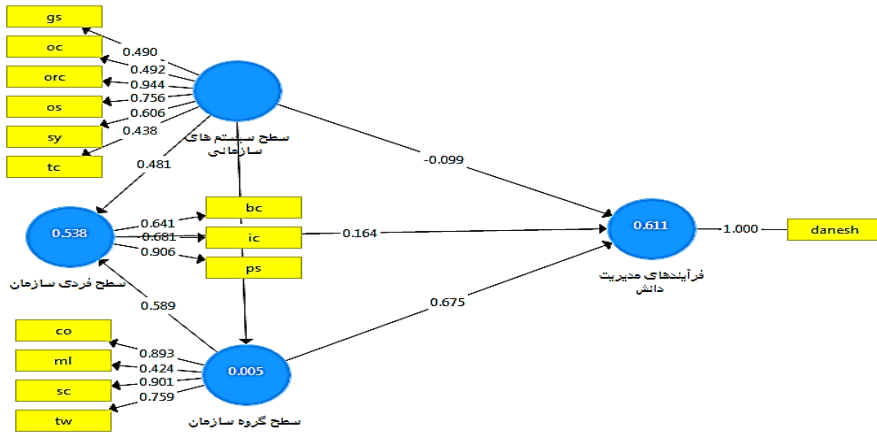 gs
oc
orc
os
sy
tc
0.490
0.492
0.944
0.756
0.606
0.438
سطح سیستم های
سازمانی
0.481
-0.099
bc
ic
ps
0.641
0.681
0.906
0.538
سطح فردی سازمان
0.164
0.611
1.000
danesh
فرآیندهای مدیریت
دانش
0.589
0.675
co
ml
sc
tw
0.893
0.424
0.901
0.759
0.005
سطح گروه سازمان